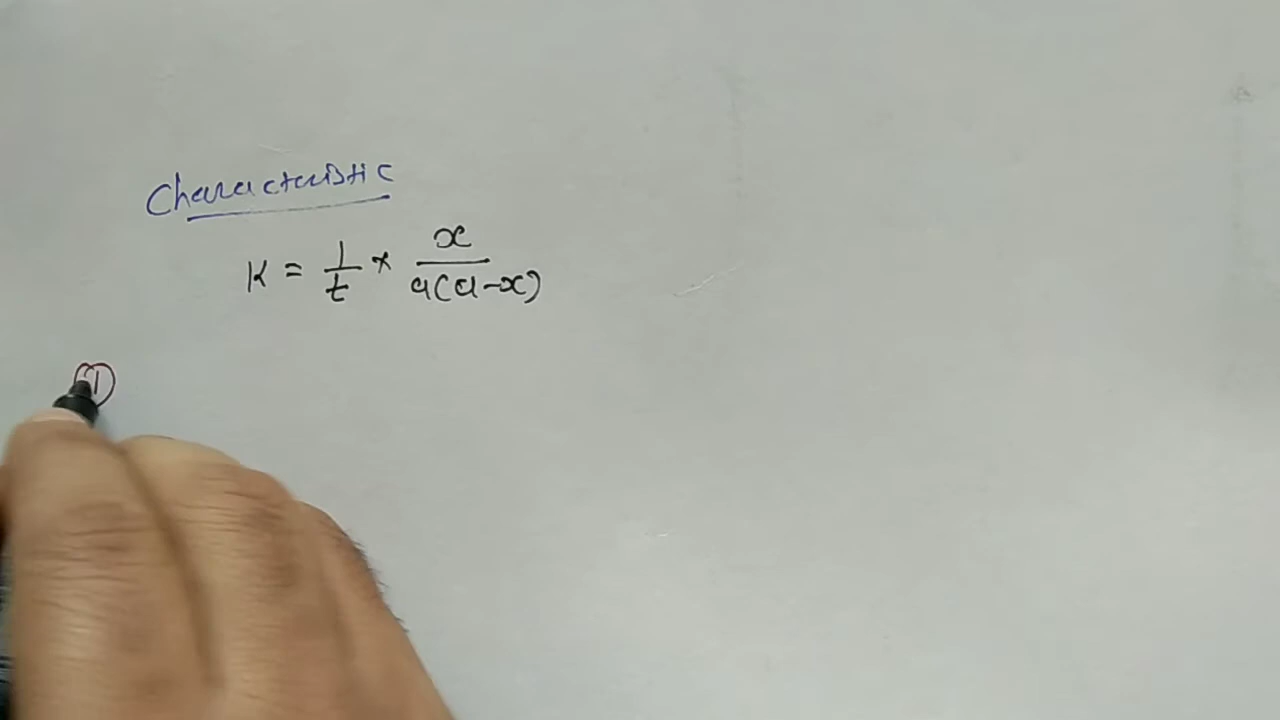 Characteristic
K = 1/t × x/a(a-x)
1